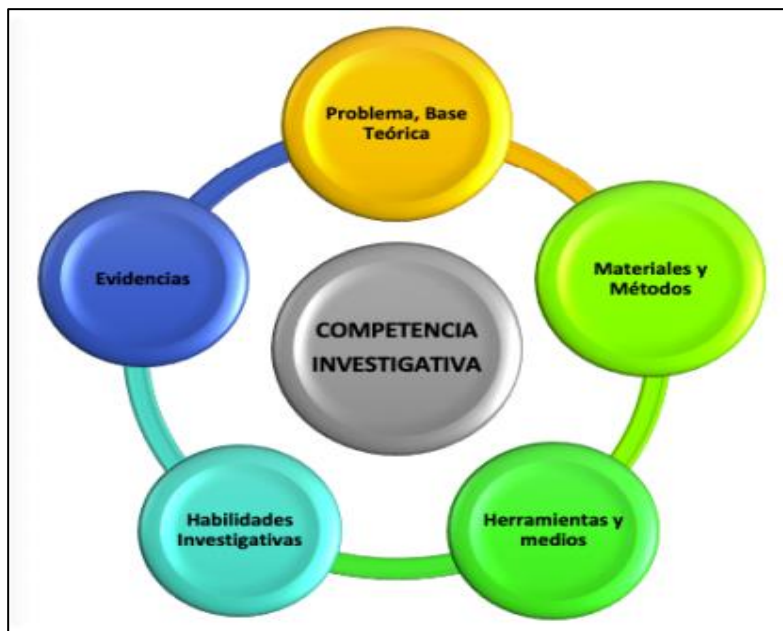 Problema, Base
Teórica
Materiales y
Métodos
Herramientas y
medios
Habilidades
Investigativas
Evidencias
COMPETENCIA
INVESTIGATIVA